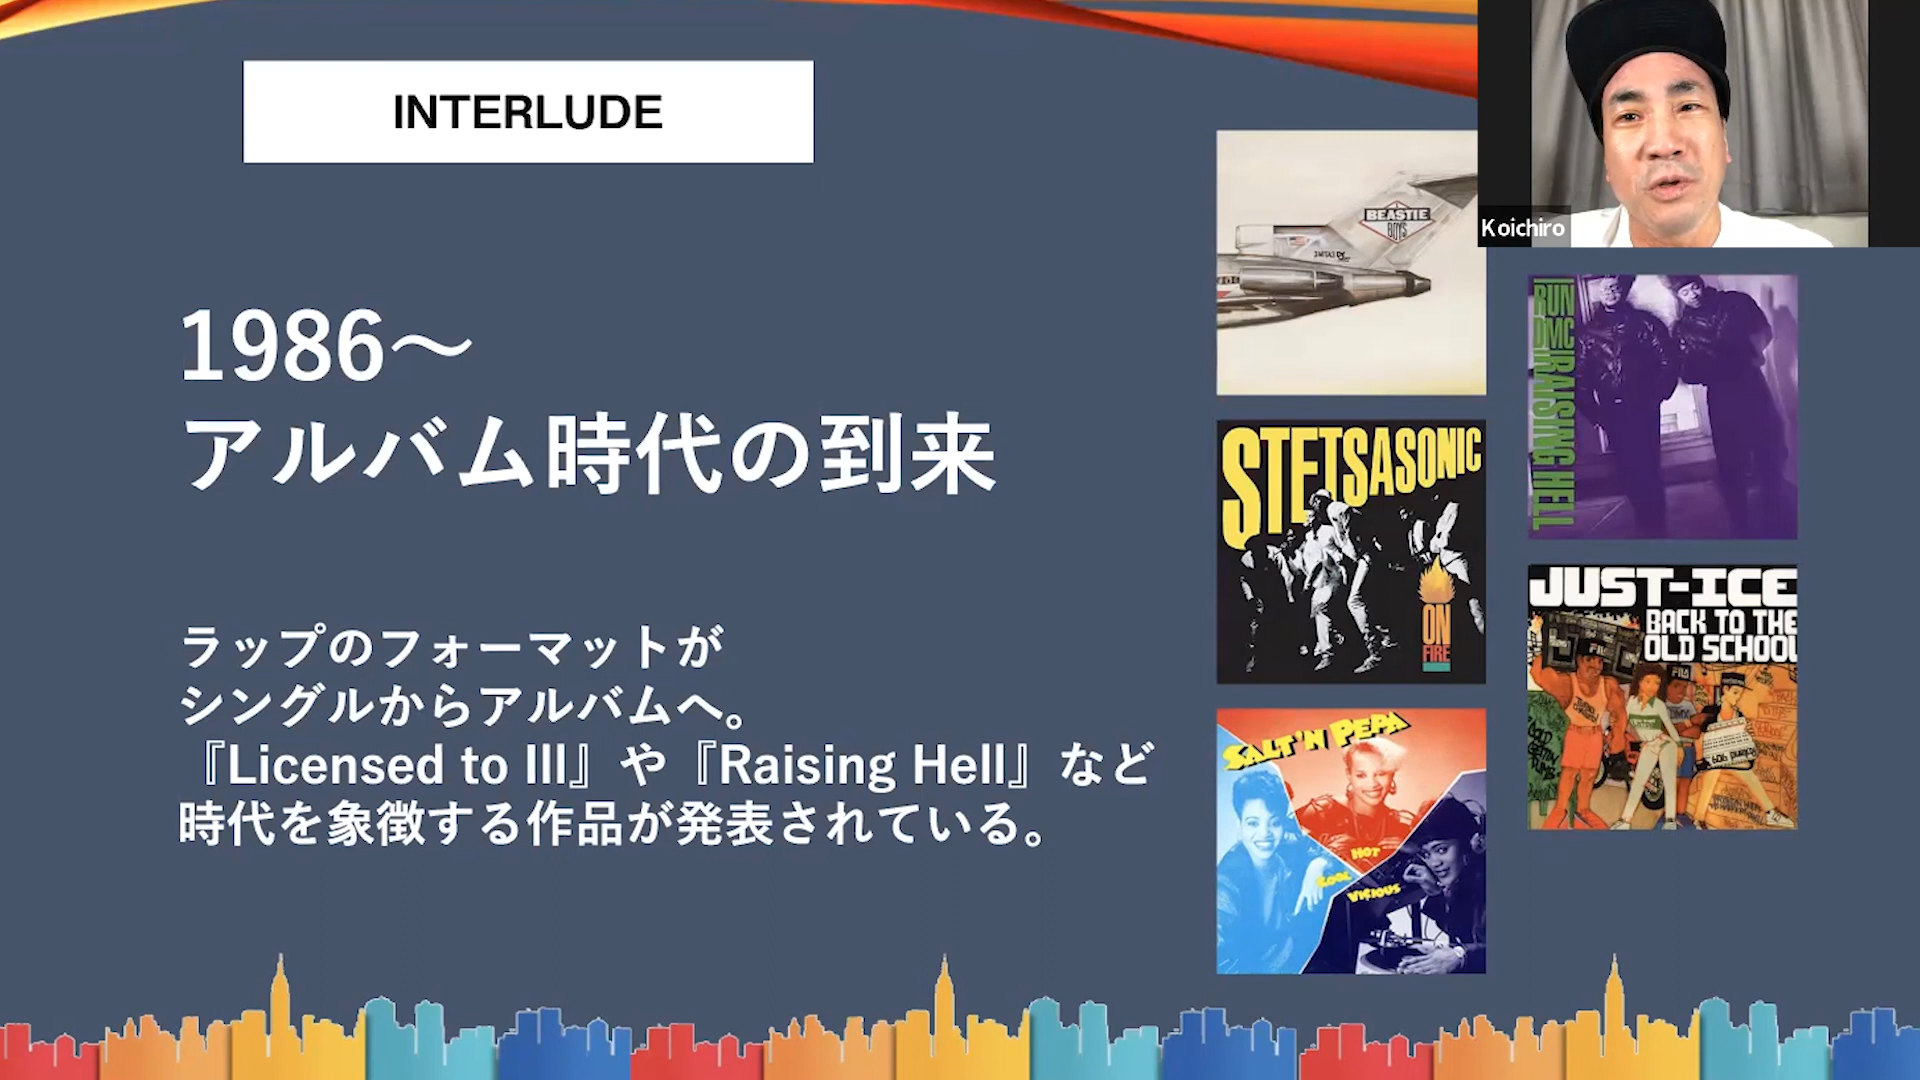 INTERLUDE
1986～
アルバム時代の到来
ラップのフォーマットが
シングルからアルバムへ。
『Licensed to Ill』や『Raising Hell』など
時代を象徴する作品が発表されている。
Koichiro
BEASTIE
BOYS
RUN DMC RAISING HELL
STETSASONIC
ON
FIRE
JUST-ICE
BACK TO THE
OLD SCHOOL
FILA
SALT'N PEPA
HOT
COOL
VICIOUS